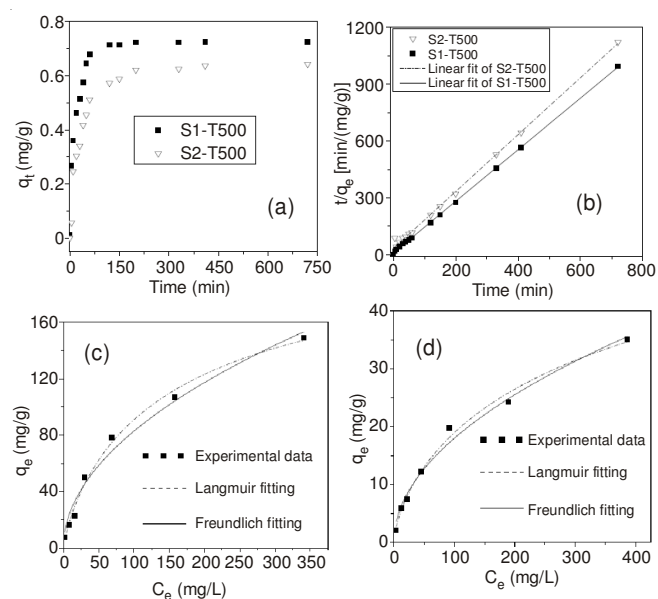 q_t (mg/g)
0.8
0.6
0.4
0.2
0
S1-T500
S2-T500
(a)
0 150 300 450 600 750
Time (min)
t/q_e [min/(mg/g)]
1200
900
600
300
0
S2-T500
S1-T500
Linear fit of S2-T500
Linear fit of S1-T500
(b)
0 200 400 600 800
Time (min)
q_e (mg/g)
160
120
80
40
0
(c)
Experimental data
Langmuir fitting
Freundlich fitting
0 50 100 150 200 250 300 350
C_e (mg/L)
q_e (mg/g)
40
30
20
10
0
(d)
Experimental data
Langmuir fitting
Freundlich fitting
0 100 200 300 400
C_e (mg/L)